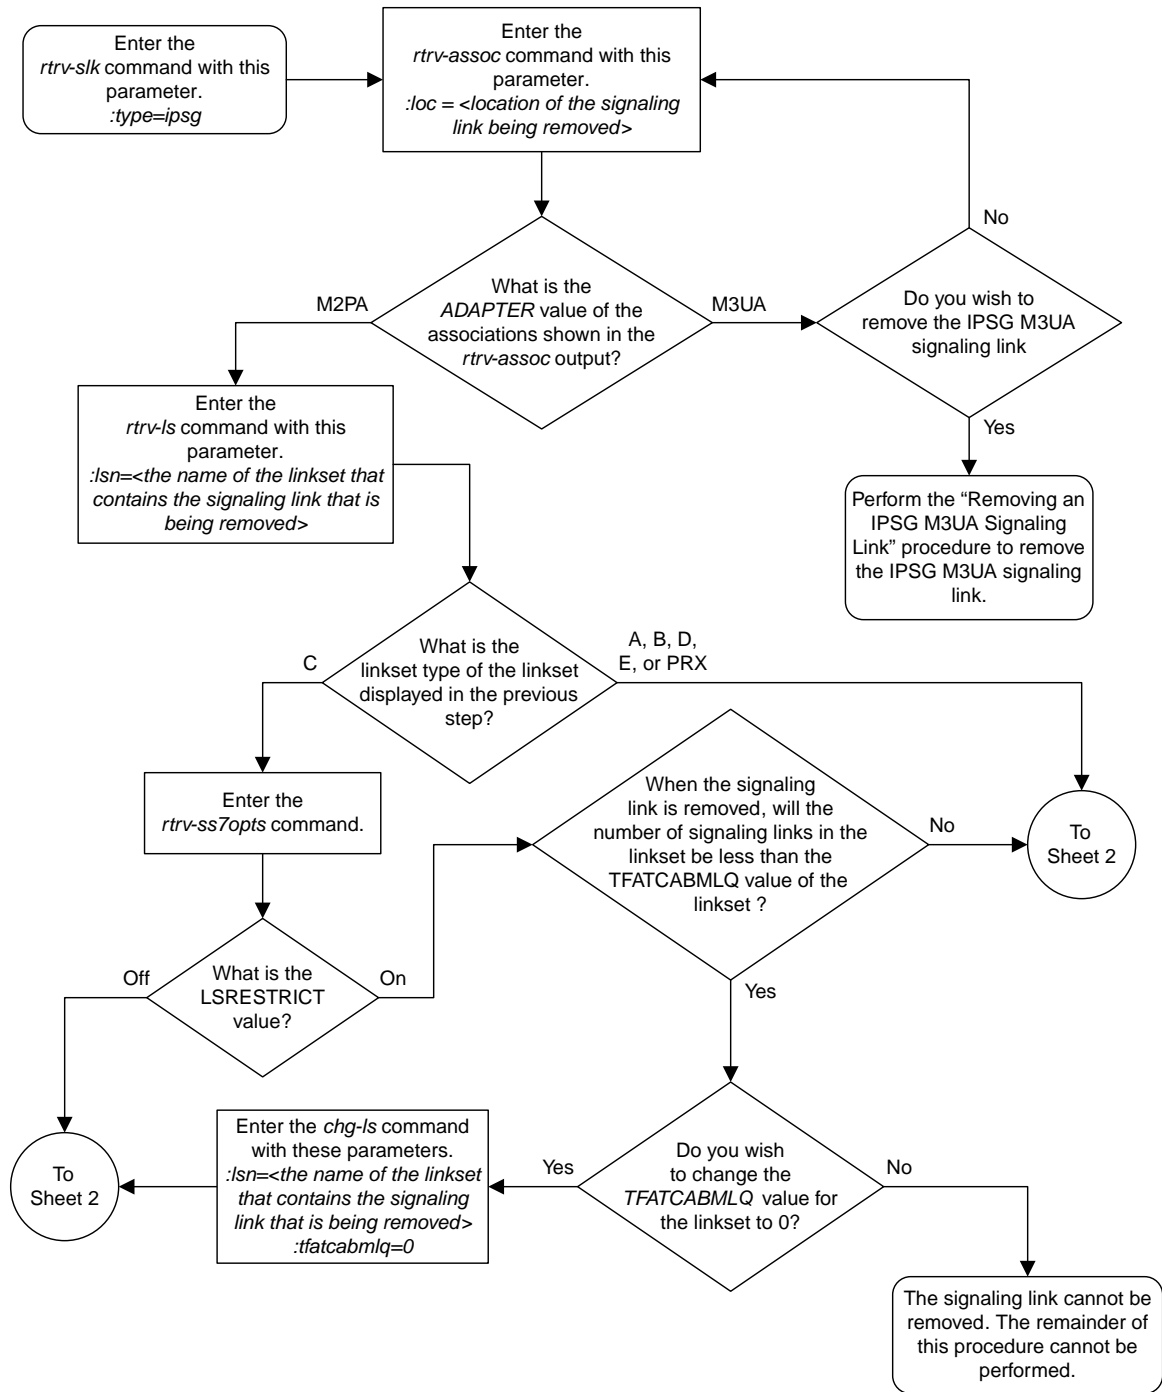 Enter the
rtrv-slk command with this
parameter.
:type=ipsg
Enter the
rtrv-assoc command with this
parameter.
:loc = <location of the signaling
link being removed>
No
What is the
ADAPTER value of the
associations shown in the
rtrv-assoc output?
M2PA
M3UA
Do you wish to
remove the IPSG M3UA
signaling link
Yes
Enter the
rtrv-ls command with this
parameter.
:lsn=<the name of the linkset that
contains the signaling link that is
being removed>
Perform the “Removing an
IPSG M3UA Signaling
Link” procedure to remove
the IPSG M3UA signaling
link.
What is the
linkset type of the linkset
displayed in the previous
step?
C
A, B, D,
E, or PRX
Enter the
rtrv-ss7opts command.
When the signaling
link is removed, will the
number of signaling links in the
linkset be less than the
TFATCABMLQ value of the
linkset ?
No
To
Sheet 2
Yes
What is the
LSRESTRICT
value?
Off
On
To
Sheet 2
Enter the chg-ls command
with these parameters.
:lsn=<the name of the linkset
that contains the signaling
link that is being removed>
:tfatcabmlq=0
Yes
Do you wish
to change the
TFATCABMLQ value for
the linkset to 0?
No
The signaling link cannot be
removed. The remainder of
this procedure cannot be
performed.